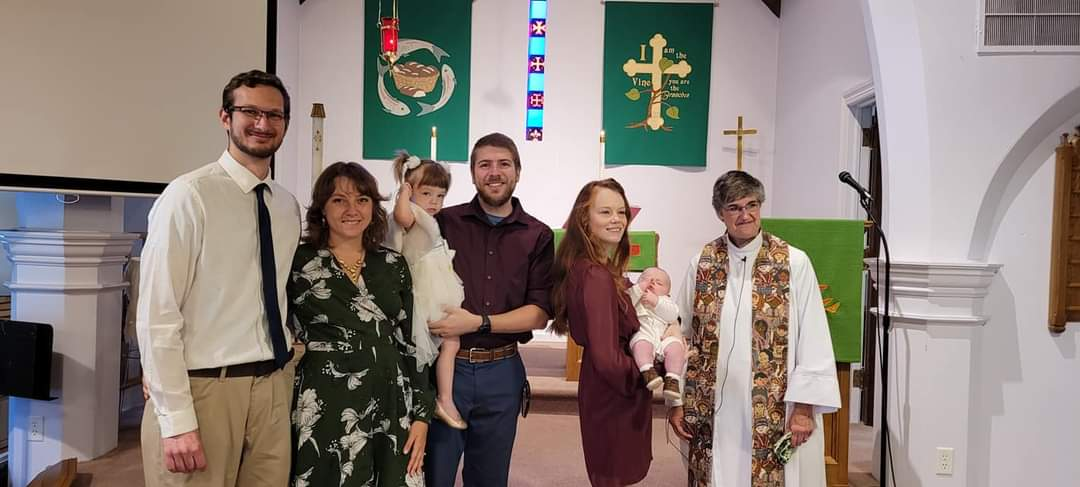 I am the
Vine you are
the
Branches